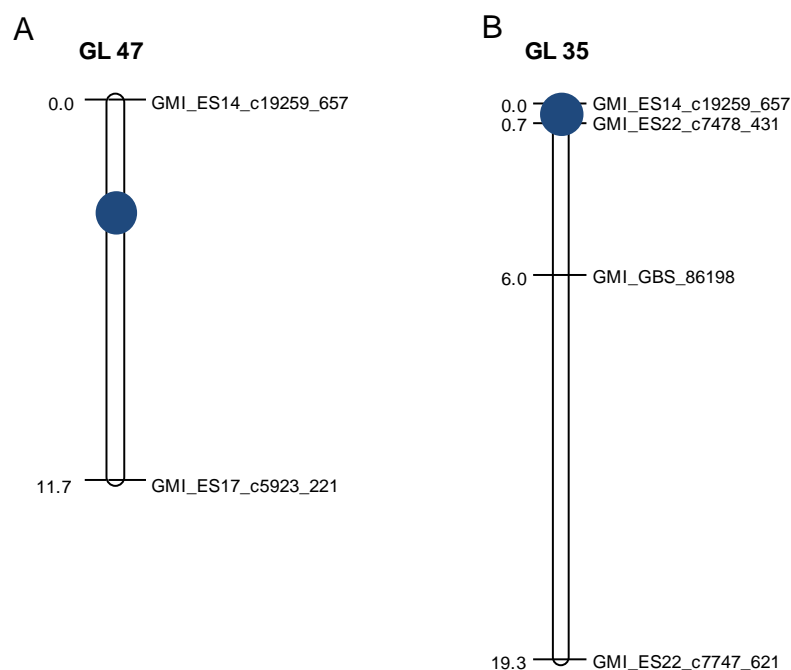 A
GL 47
0.0 GMI_ES14_c19259_657
11.7 GMI_ES17_c5923_221
B
GL 35
0.0 GMI_ES14_c19259_657
0.7 GMI_ES22_c7478_431
6.0 GMI_GBS_86198
19.3 GMI_ES22_c7747_621